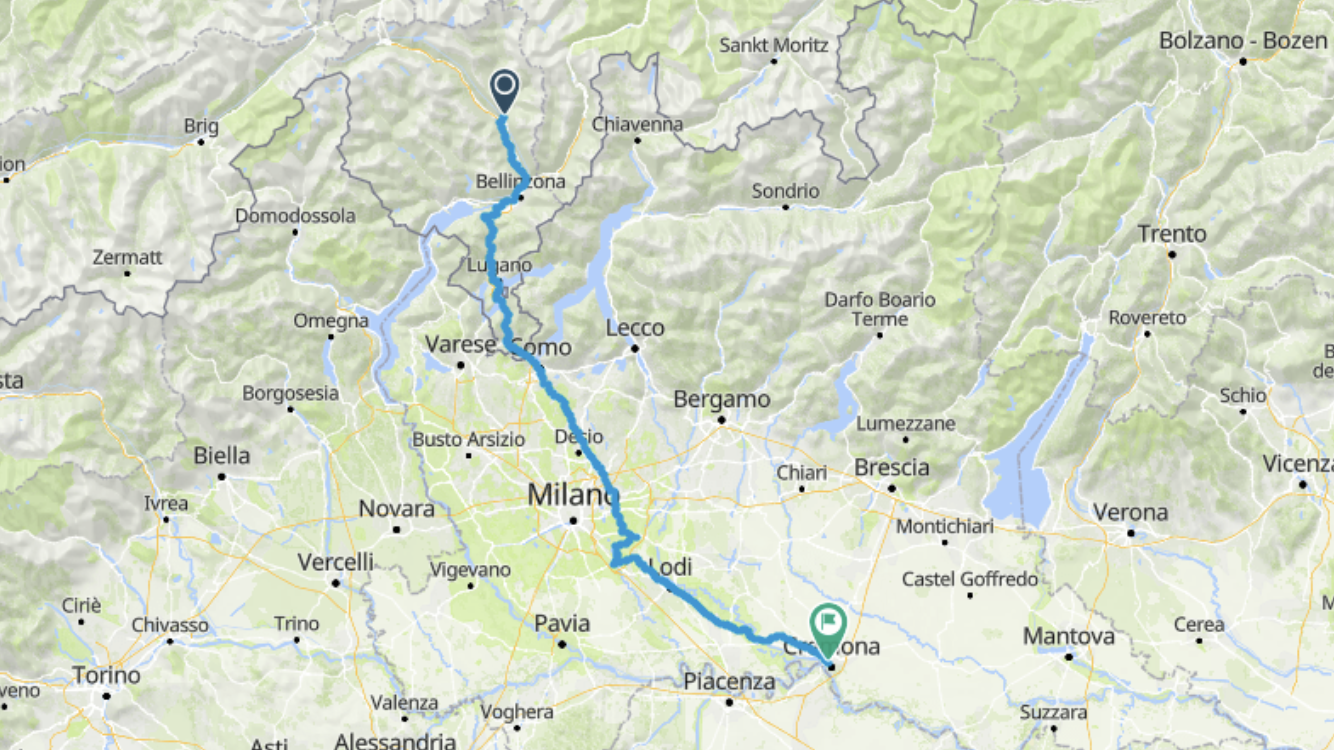 Sankt Moritz
Bolzano - Bozen
Brig
Chiavenna
ion
Bellinzona
Sondrio
Domodossola
Trento
Zermatt
Lugano
Darfo Boario
Terme
Omegna
Lecco
Rovereto
Varese
Como
sta
Borgosesia
Bergamo
Schio
Lumezzane
Busto Arsizio
Desio
Biella
Chiari
Brescia
Vicenza
Milano
Ivrea
Novara
Verona
Montichiari
Vercelli
Lodi
Vigevano
Castel Goffredo
Ciriè
Chivasso
Trino
Pavia
Cerea
Mantova
Cremona
Torino
Piacenza
veno
Valenza
Voghera
Suzzara
Asti
Alessandria